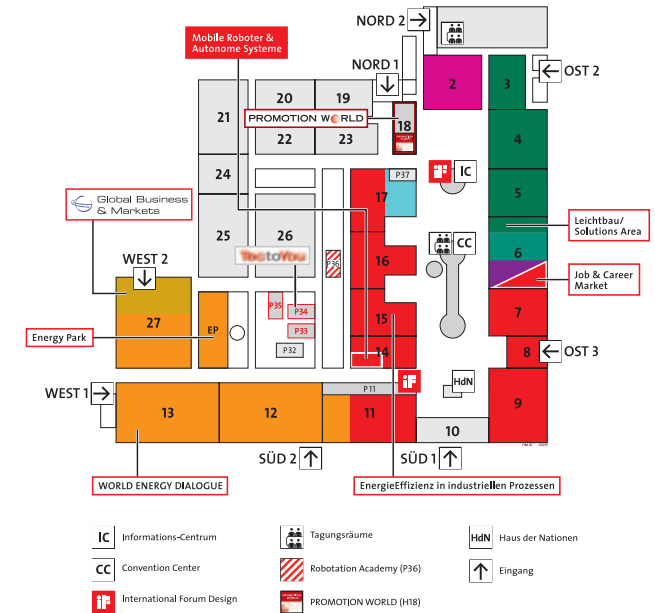 NORD 2
Mobile Roboter &
Autonome Systeme
NORD 1
OST 2
2
3
20
19
21
PROMOTION WORLD
18
22
23
4
24
P37
IC
17
5
Global Business
& Markets
25
26
CC
Leichtbau/
Solutions Area
TectoYou
16
6
WEST 2
P36
Job & Career
Market
P35
P34
27
EP
P33
15
7
Energy Park
P32
14
8
OST 3
WEST 1
P11
HdN
13
12
11
9
10
SÜD 2
SÜD 1
WORLD ENERGY DIALOGUE
EnergieEffizienz in industriellen Prozessen
IC Informations-Centrum
Tagungsräume
HdN Haus der Nationen
CC Convention Center
Robotation Academy (P36)
Eingang
International Forum Design
PROMOTION WORLD (H18)